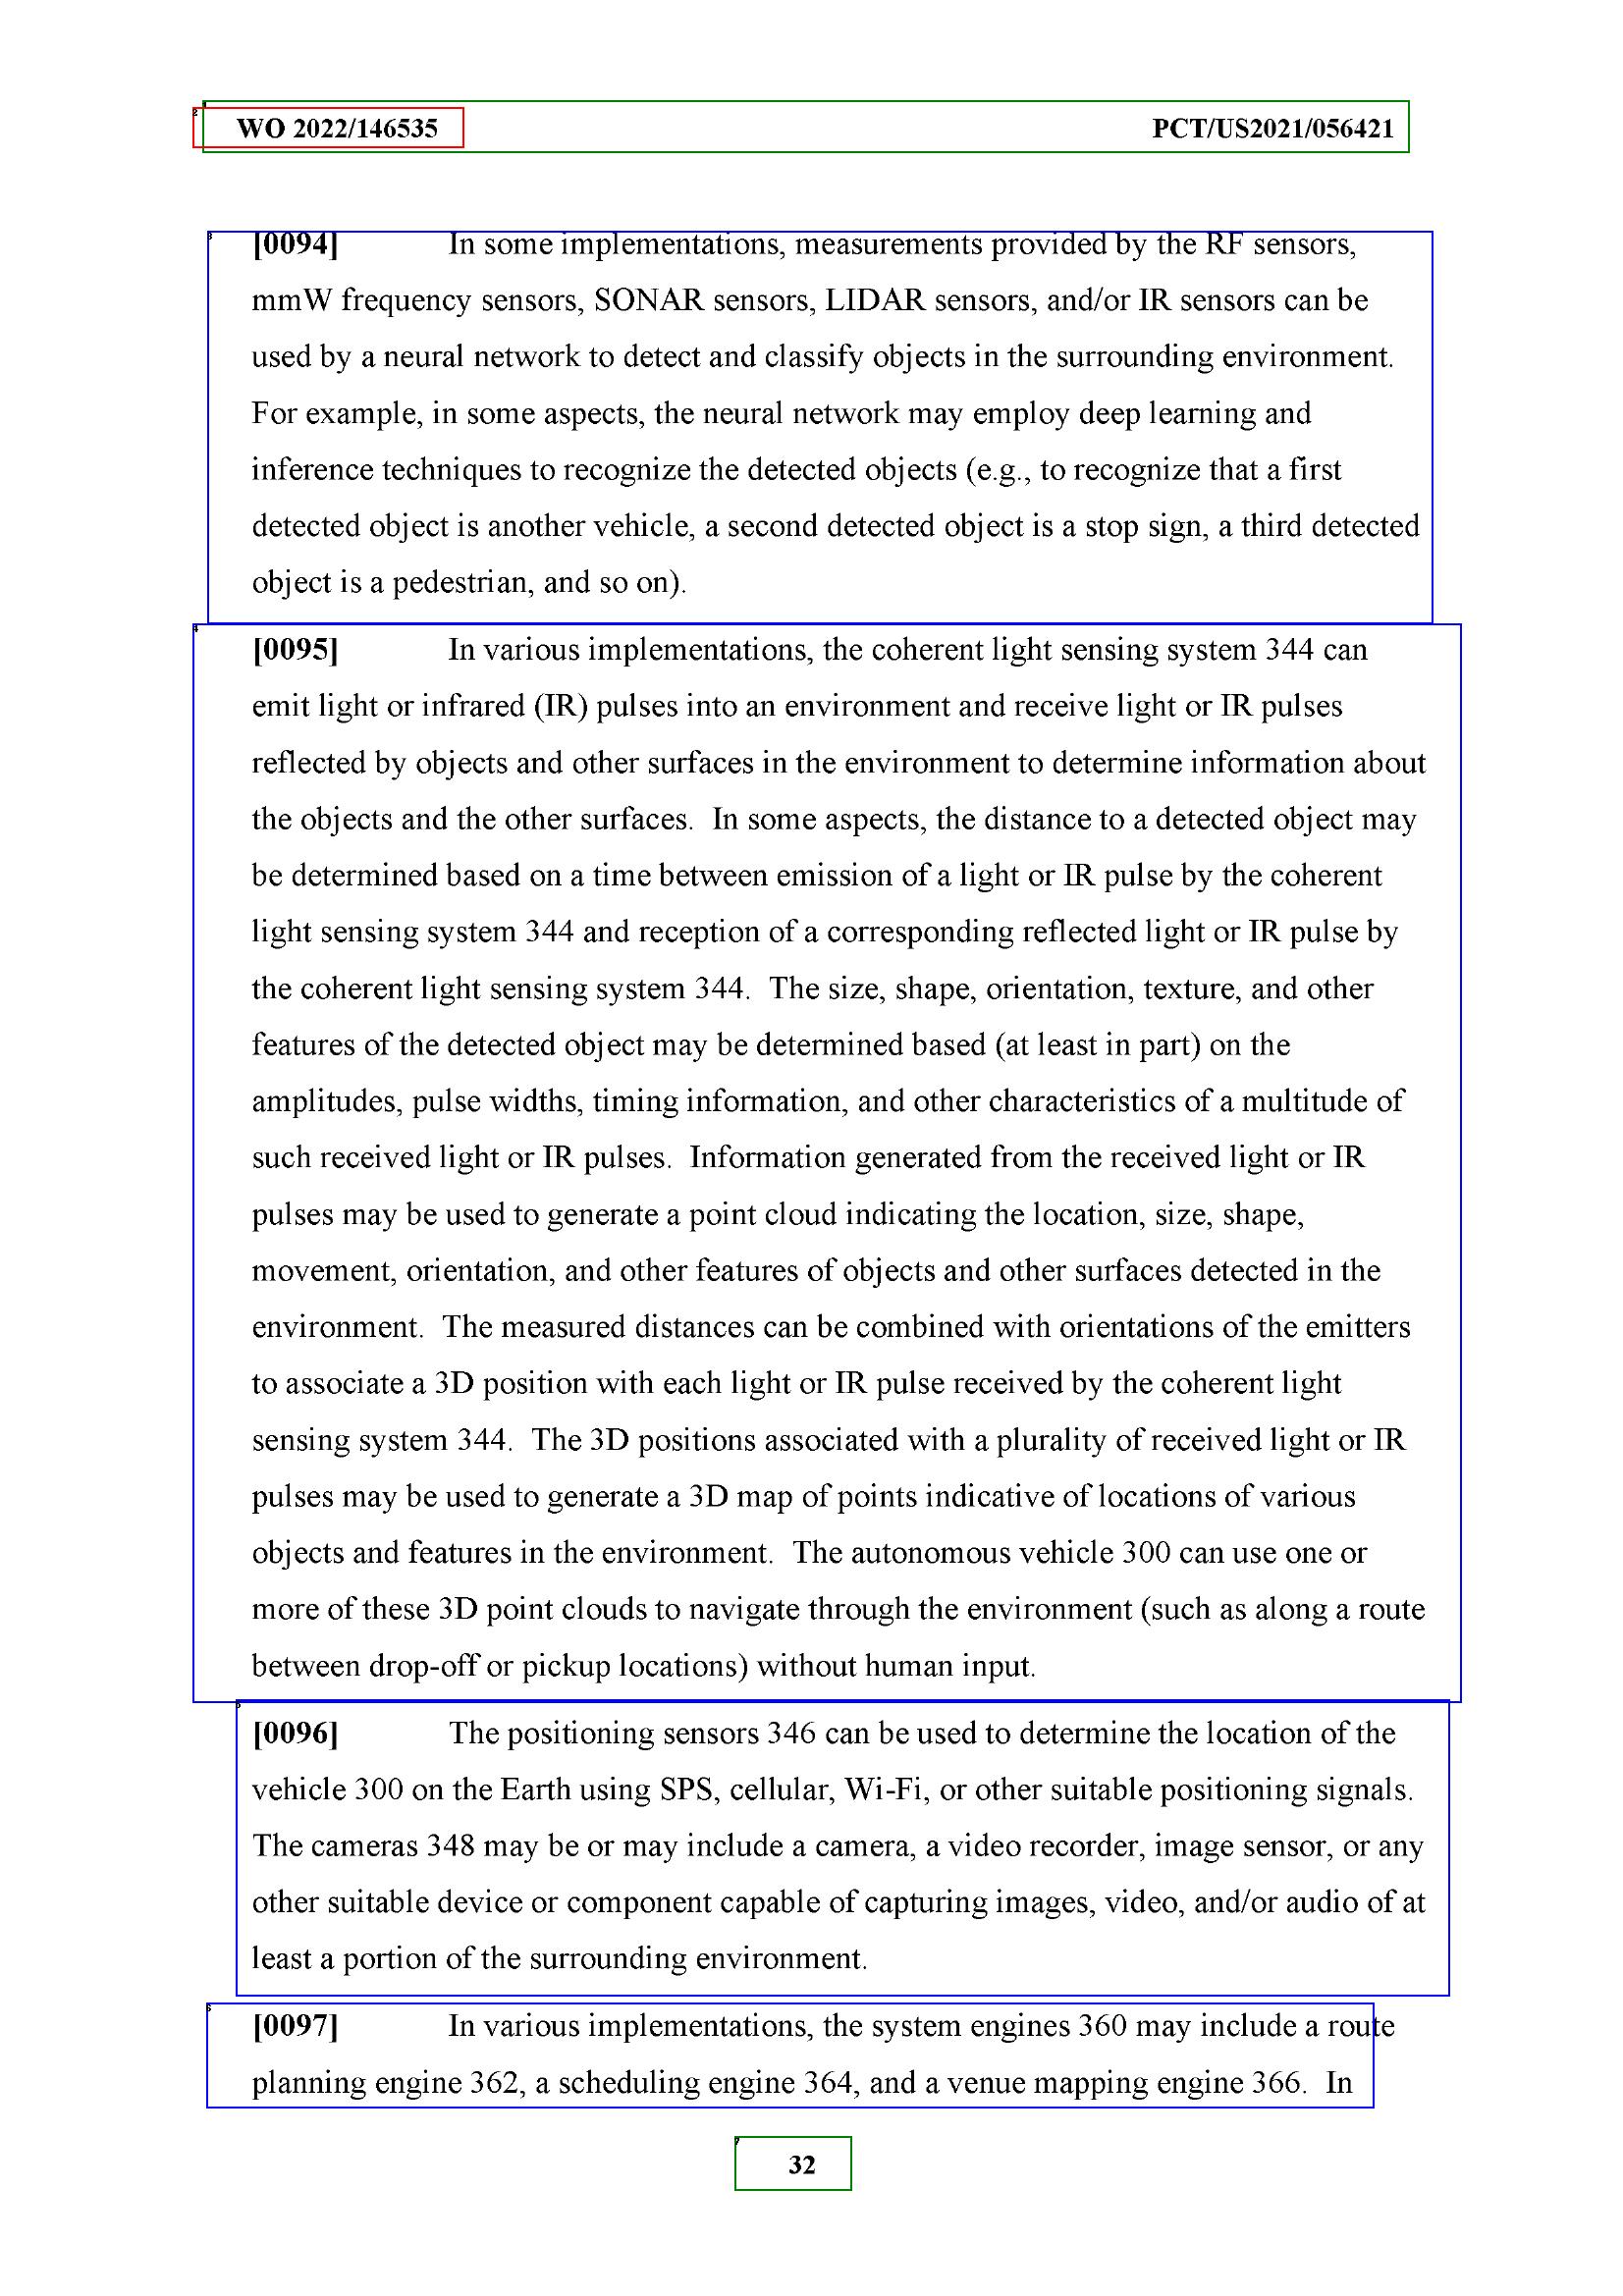 WO 2022/146535 PCT/US2021/056421
[0094] In some implementations, measurements provided by the RF sensors,
mmW frequency sensors, SONAR sensors, LIDAR sensors, and/or IR sensors can be
used by a neural network to detect and classify objects in the surrounding environment.
For example, in some aspects, the neural network may employ deep learning and
inference techniques to recognize the detected objects (e.g., to recognize that a first
detected object is another vehicle, a second detected object is a stop sign, a third detected
object is a pedestrian, and so on).
[0095] In various implementations, the coherent light sensing system 344 can
emit light or infrared (IR) pulses into an environment and receive light or IR pulses
reflected by objects and other surfaces in the environment to determine information about
the objects and the other surfaces. In some aspects, the distance to a detected object may
be determined based on a time between emission of a light or IR pulse by the coherent
light sensing system 344 and reception of a corresponding reflected light or IR pulse by
the coherent light sensing system 344. The size, shape, orientation, texture, and other
features of the detected object may be determined based (at least in part) on the
amplitudes, pulse widths, timing information, and other characteristics of a multitude of
such received light or IR pulses. Information generated from the received light or IR
pulses may be used to generate a point cloud indicating the location, size, shape,
movement, orientation, and other features of objects and other surfaces detected in the
environment. The measured distances can be combined with orientations of the emitters
to associate a 3D position with each light or IR pulse received by the coherent light
sensing system 344. The 3D positions associated with a plurality of received light or IR
pulses may be used to generate a 3D map of points indicative of locations of various
objects and features in the environment. The autonomous vehicle 300 can use one or
more of these 3D point clouds to navigate through the environment (such as along a route
between drop-off or pickup locations) without human input.
[0096] The positioning sensors 346 can be used to determine the location of the
vehicle 300 on the Earth using SPS, cellular, Wi-Fi, or other suitable positioning signals.
The cameras 348 may be or may include a camera, a video recorder, image sensor, or any
other suitable device or component capable of capturing images, video, and/or audio of at
least a portion of the surrounding environment.
[0097] In various implementations, the system engines 360 may include a route
planning engine 362, a scheduling engine 364, and a venue mapping engine 366. In
32